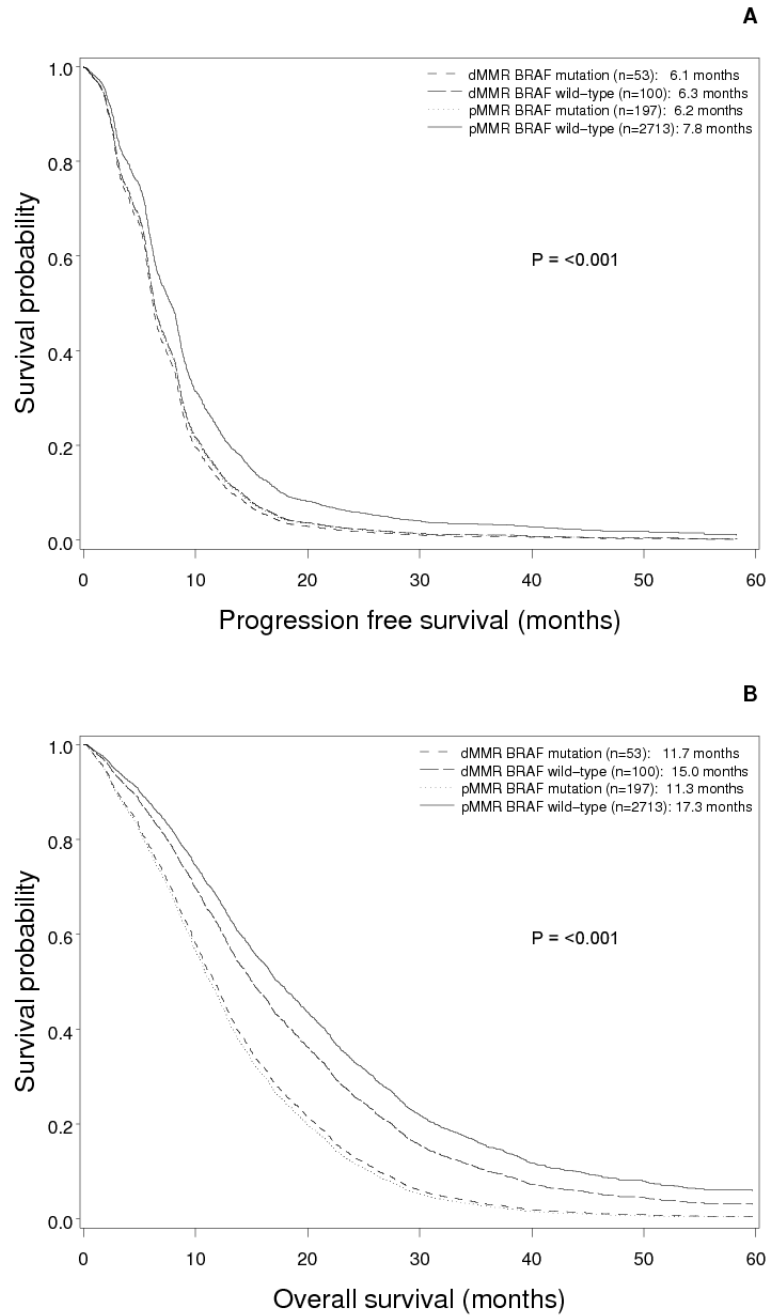 A
dMMR BRAF mutation (n=53): 6.1 months
dMMR BRAF wild-type (n=100): 6.3 months
pMMR BRAF mutation (n=197): 6.2 months
pMMR BRAF wild-type (n=2713): 7.8 months
1.0
0.8
0.6
0.4
0.2
0.0
Survival probability
P = <0.001
0 10 20 30 40 50 60
Progression free survival (months)
B
dMMR BRAF mutation (n=53): 11.7 months
dMMR BRAF wild-type (n=100): 15.0 months
pMMR BRAF mutation (n=197): 11.3 months
pMMR BRAF wild-type (n=2713): 17.3 months
1.0
0.8
0.6
0.4
0.2
0.0
Survival probability
P = <0.001
0 10 20 30 40 50 60
Overall survival (months)